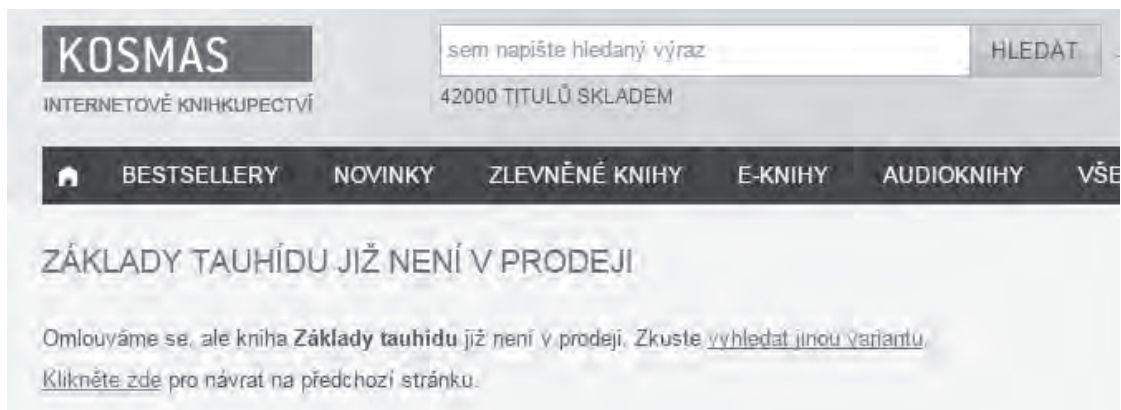 KOSMAS
INTERNETOVÉ KNIHKUPECTVÍ
sem napište hledaný výraz
HLEDAT
42000 TITULŮ SKLADEM
BESTSELLERY NOVINKY ZLEVNĚNÉ KNIHY E-KNIHY AUDIOKNIHY VŠE
ZÁKLADY TAUHÍDU JIŽ NENÍ V PRODEJI
Omlouváme se, ale kniha Základy tauhídu již není v prodeji. Zkuste vyhledat jinou variantu.
Klikněte zde pro návrat na předchozí stránku.